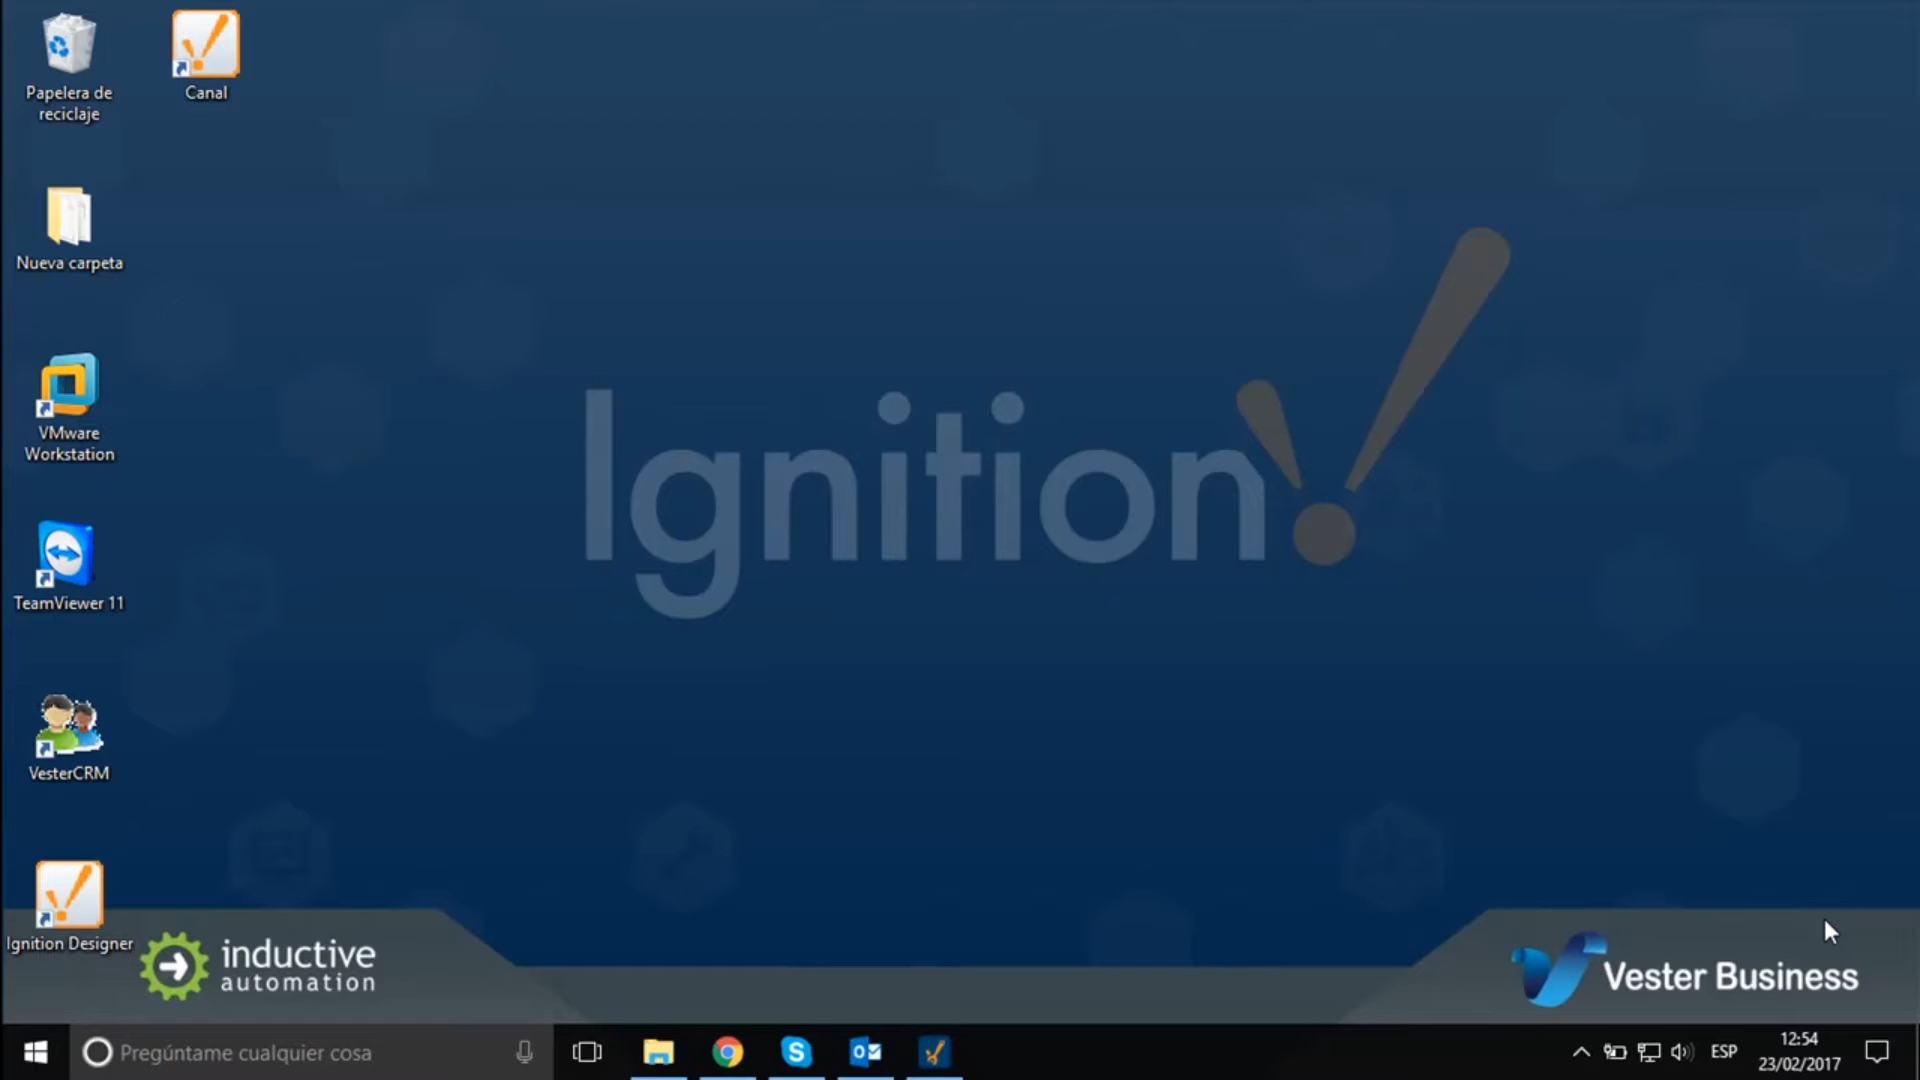 Papelera de
reciclaje
Canal
Nueva carpeta
VMware
Workstation
TeamViewer 11
VesterCRM
Ignition Designer
Ignition
inductive
automation
Vester Business
Pregúntame cualquier cosa
ESP
12:54
23/02/2017